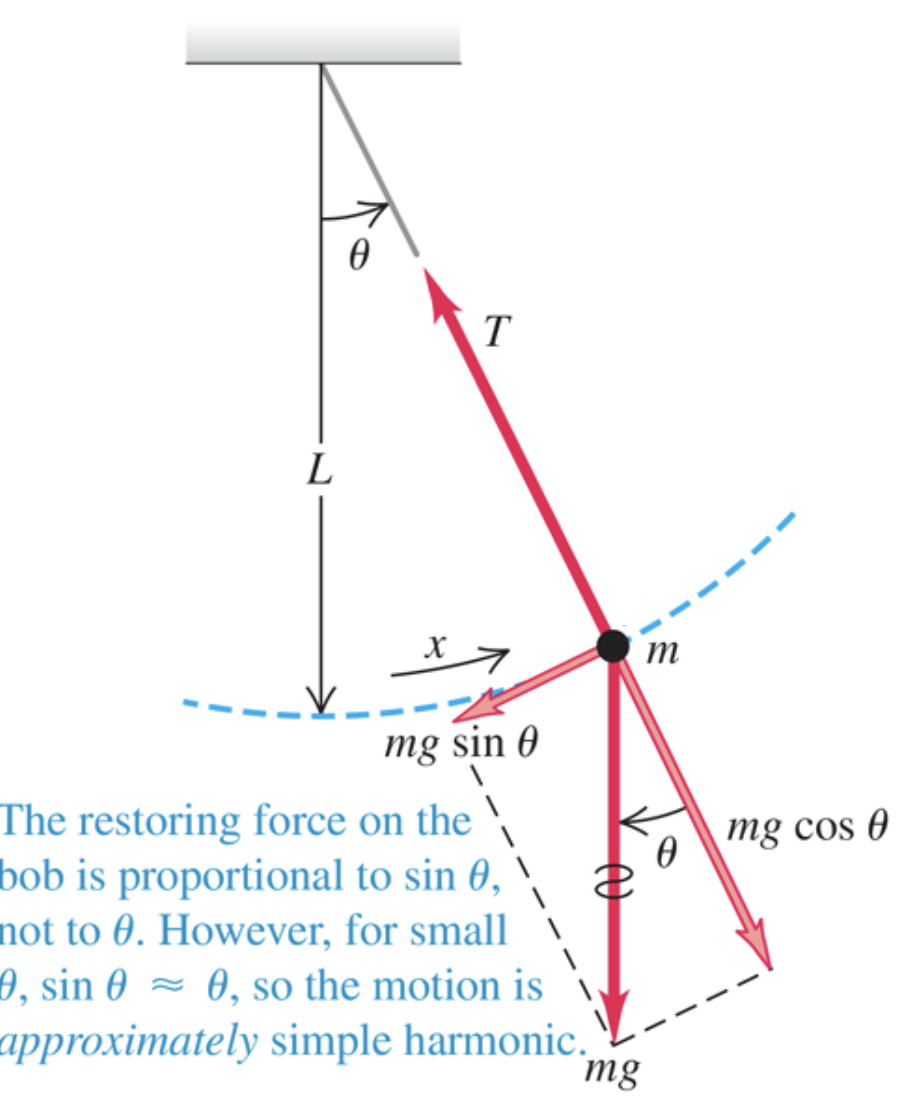 θ
T
L
x
m
mg sin θ
mg cos θ
θ
The restoring force on the
bob is proportional to sin θ,
not to θ. However, for small
θ, sin θ ≈ θ, so the motion is
approximately simple harmonic.
mg